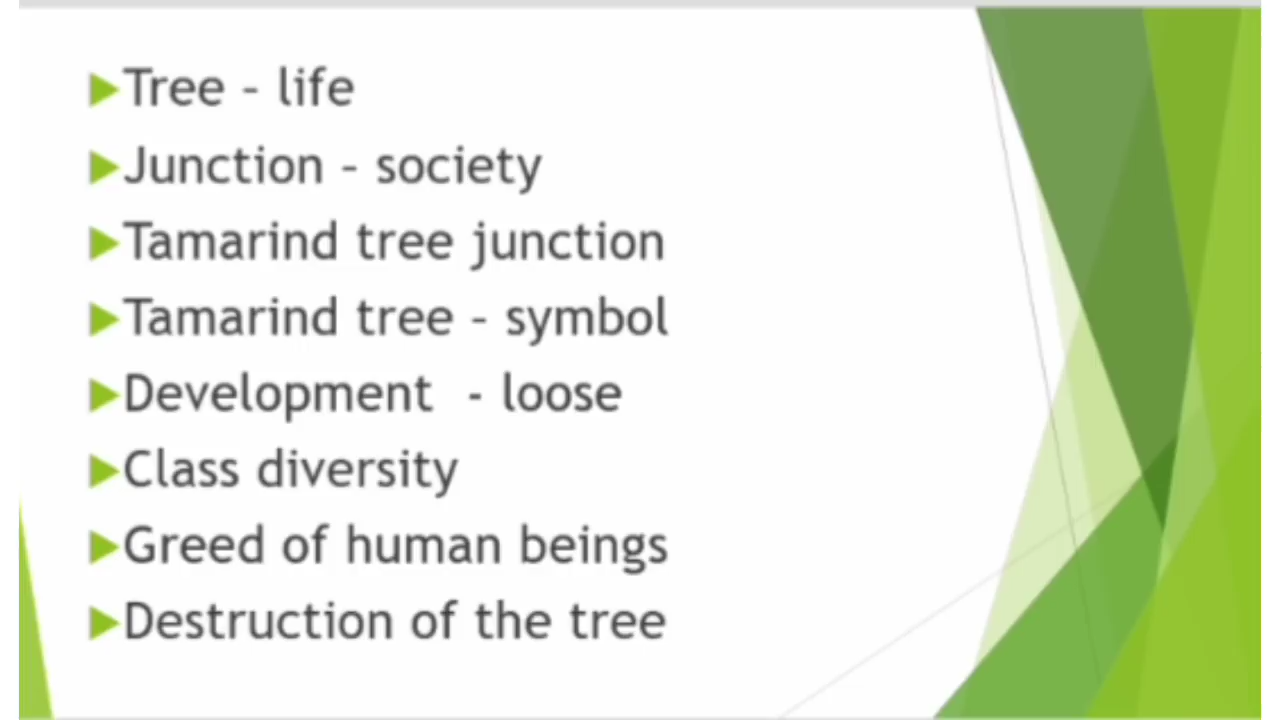 Tree – life
Junction – society
Tamarind tree junction
Tamarind tree – symbol
Development  - loose
Class diversity
Greed of human beings
Destruction of the tree